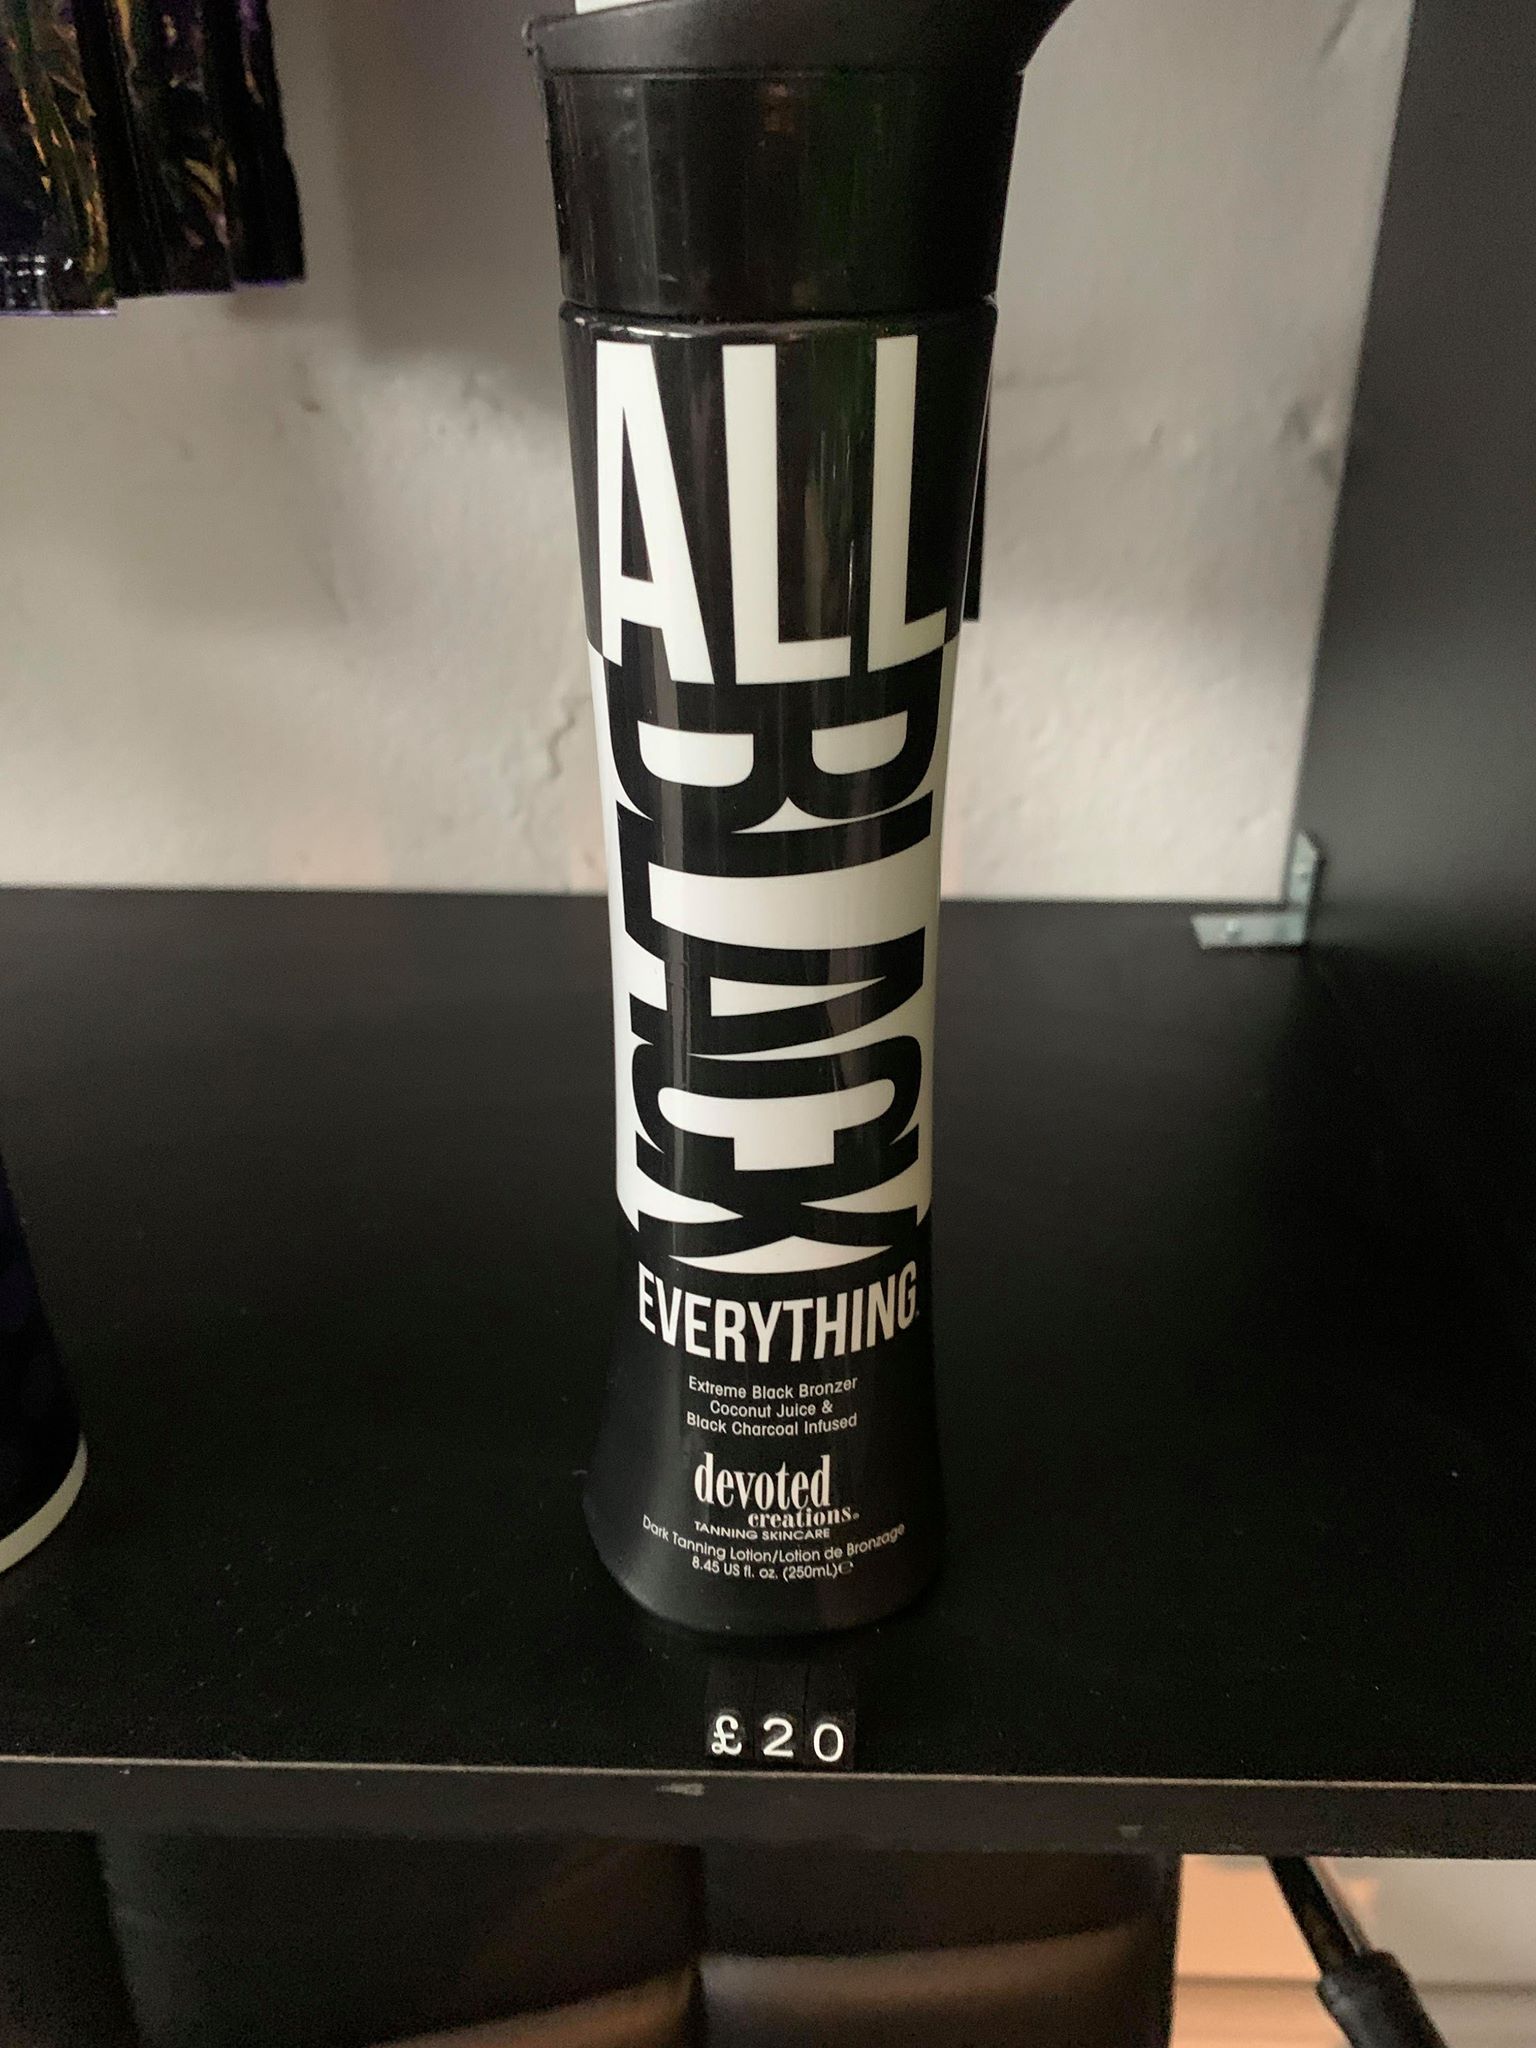 ALL
BLACK
EVERYTHING
Extreme Black Bronzer
Coconut Juice &
Black Charcoal Infused
devoted
creations®
TANNING SKINCARE
Dark Tanning Lotion/Lotion de Bronzage
8.45 US fl. oz. (250mL)℮
£20